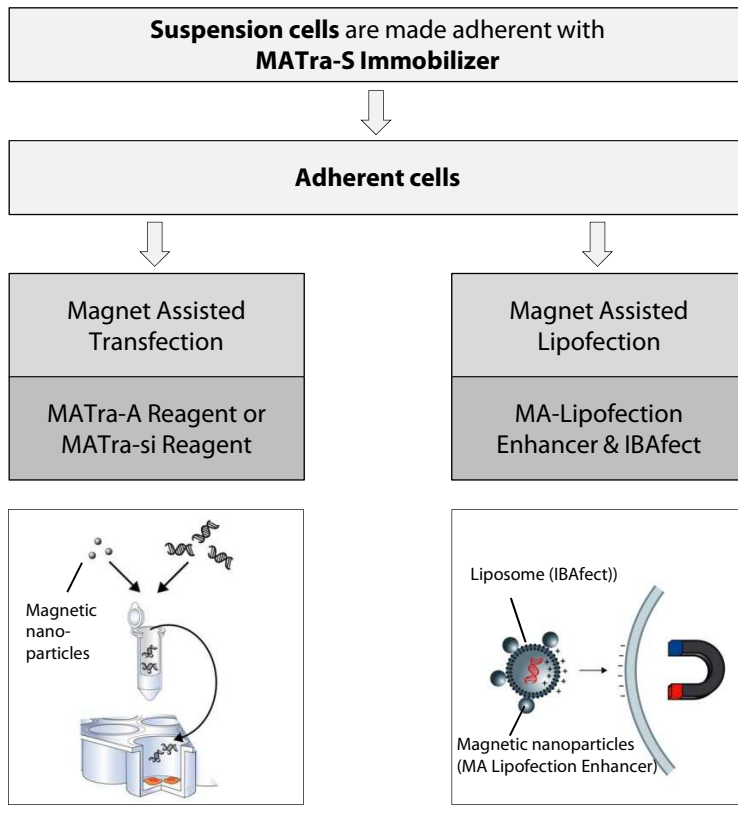 Suspension cells are made adherent with
MATra-S Immobilizer
Adherent cells
Magnet Assisted
Transfection
MATra-A Reagent or
MATra-si Reagent
Magnet Assisted
Lipofection
MA-Lipofection
Enhancer & IBAfect
Magnetic
nano-
particles
Liposome (IBAfect))
Magnetic nanoparticles
(MA Lipofection Enhancer)